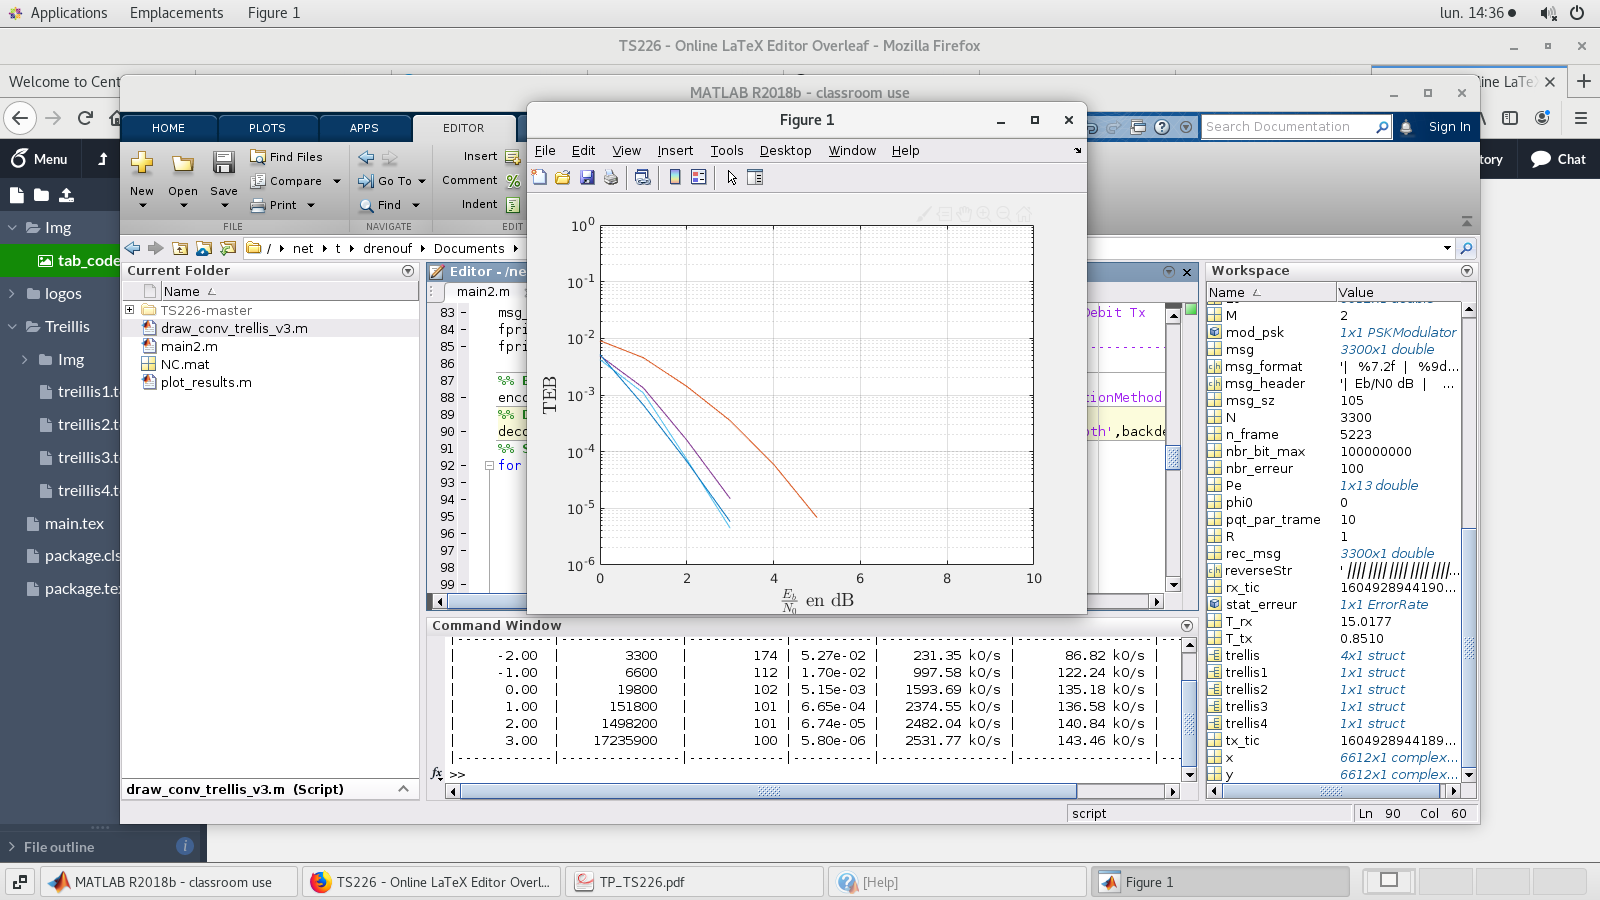 Applications Emplacements Figure 1 lun. 14:36
TS226 - Online LaTeX Editor Overleaf - Mozilla Firefox
Welcome to Cent
line LaTe
MATLAB R2018b - classroom use
HOME PLOTS APPS EDITOR
Search Documentation
Sign In
Menu
tory Chat
New
Open
Save
Find Files
Compare
Print
FILE
Go To
Find
NAVIGATE
Insert
Comment
Indent
EDIT
/ net t drenouf Documents
Img
tab_code
logos
Treillis
Img
treillis1.t
treillis2.t
treillis3.t
treillis4.t
main.tex
package.cls
package.te
File outline
Current Folder
Name
TS226-master
draw_conv_trellis_v3.m
main2.m
NC.mat
plot_results.m
draw_conv_trellis_v3.m (Script)
Editor - /ne
main2.m
83 - msg_ Debit Tx
84 - fpri
85 - fpri
86
87 %% E
88 - enco ionMethod
89 %% D
90 - deco oth',backde
91 - %% S
92 - for
93 -
94 -
95 -
96 -
97 -
98 -
99 -
Figure 1
File Edit View Insert Tools Desktop Window Help
10^0
10^-1
10^-2
10^-3
10^-4
10^-5
10^-6
TEB
0 2 4 6 8 10
E_b/N_0 en dB
Command Window
| -2.00 | 3300 | 174 | 5.27e-02 | 231.35 kO/s | 86.82 kO/s |
| -1.00 | 6600 | 112 | 1.70e-02 | 997.58 kO/s | 122.24 kO/s |
| 0.00 | 19800 | 102 | 5.15e-03 | 1593.69 kO/s | 135.18 kO/s |
| 1.00 | 151800 | 101 | 6.65e-04 | 2374.55 kO/s | 136.58 kO/s |
| 2.00 | 1498200 | 101 | 6.74e-05 | 2482.04 kO/s | 140.84 kO/s |
| 3.00 | 17235900 | 100 | 5.80e-06 | 2531.77 kO/s | 143.46 kO/s |
fx >>
Workspace
Name Value
M 2
mod_psk 1x1 PSKModulator
msg 3300x1 double
msg_format '| %7.2f | %9d...
msg_header '| Eb/N0 dB | ...
msg_sz 105
N 3300
n_frame 5223
nbr_bit_max 100000000
nbr_erreur 100
Pe 1x13 double
phi0 0
pqt_par_trame 10
R 1
rec_msg 3300x1 double
reverseStr
rx_tic 1604928944190...
stat_erreur 1x1 ErrorRate
T_rx 15.0177
T_tx 0.8510
trellis 4x1 struct
trellis1 1x1 struct
trellis2 1x1 struct
trellis3 1x1 struct
trellis4 1x1 struct
tx_tic 1604928944189...
x 6612x1 complex...
y 6612x1 complex...
script Ln 90 Col 60
MATLAB R2018b - classroom use
TS226 - Online LaTeX Editor Overl...
TP_TS226.pdf
[Help]
Figure 1